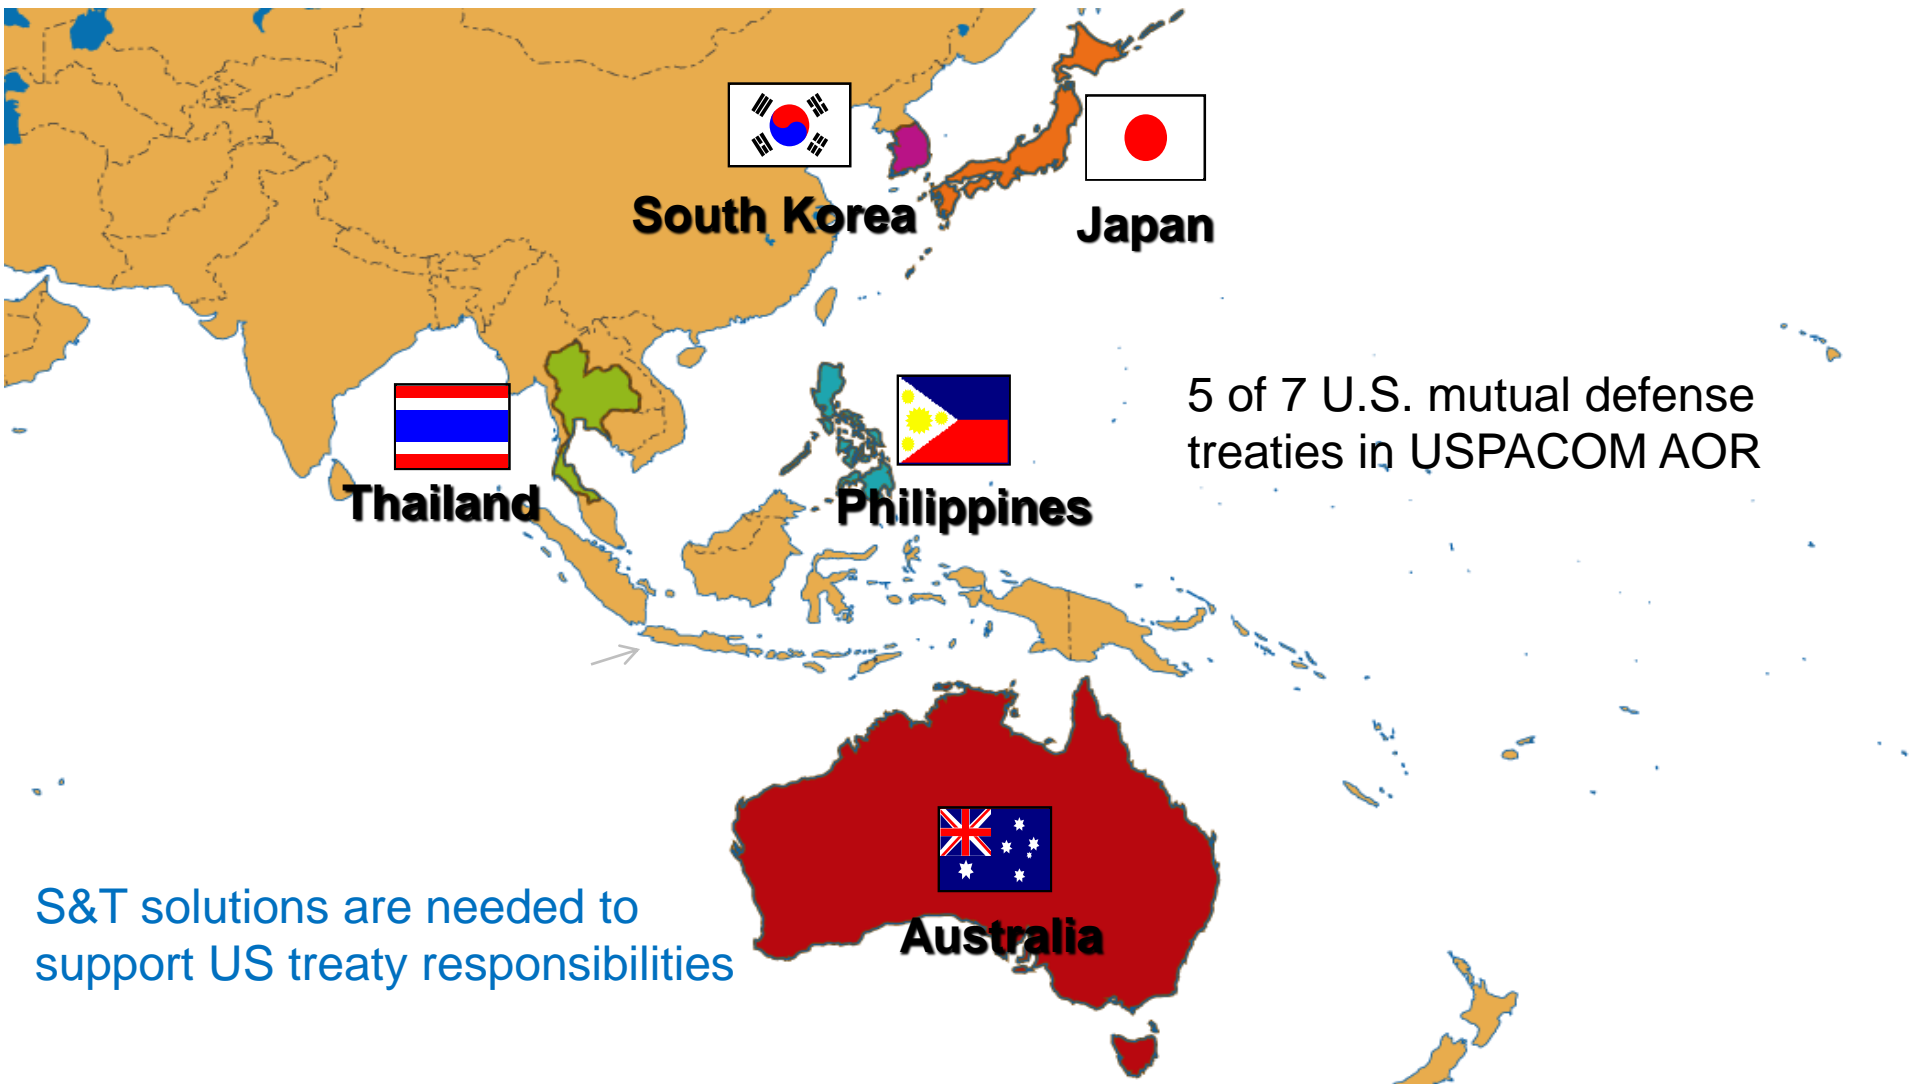 South Korea
Japan
5 of 7 U.S. mutual defense
treaties in USPACOM AOR
Thailand
Philippines
S&T solutions are needed to
support US treaty responsibilities
Australia